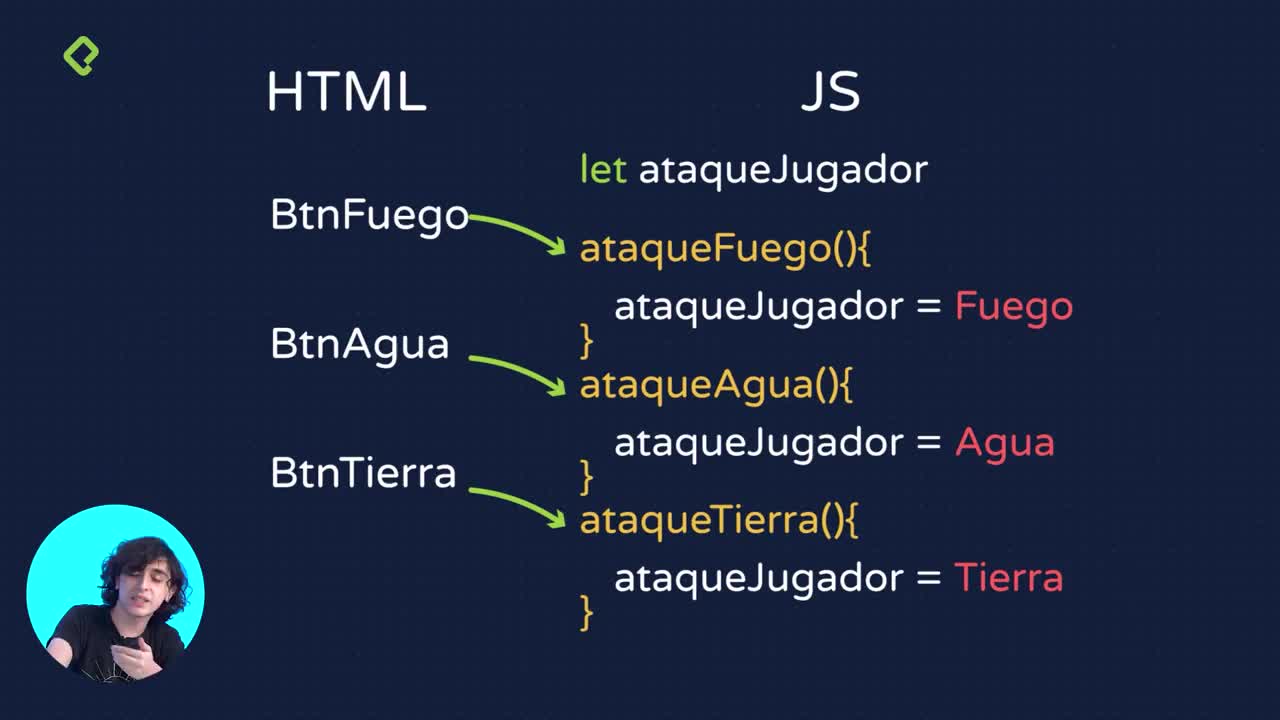 HTML
JS
let ataqueJugador
BtnFuego
ataqueFuego(){
ataqueJugador = Fuego
}
BtnAgua
ataqueAgua(){
ataqueJugador = Agua
}
BtnTierra
ataqueTierra(){
ataqueJugador = Tierra
}